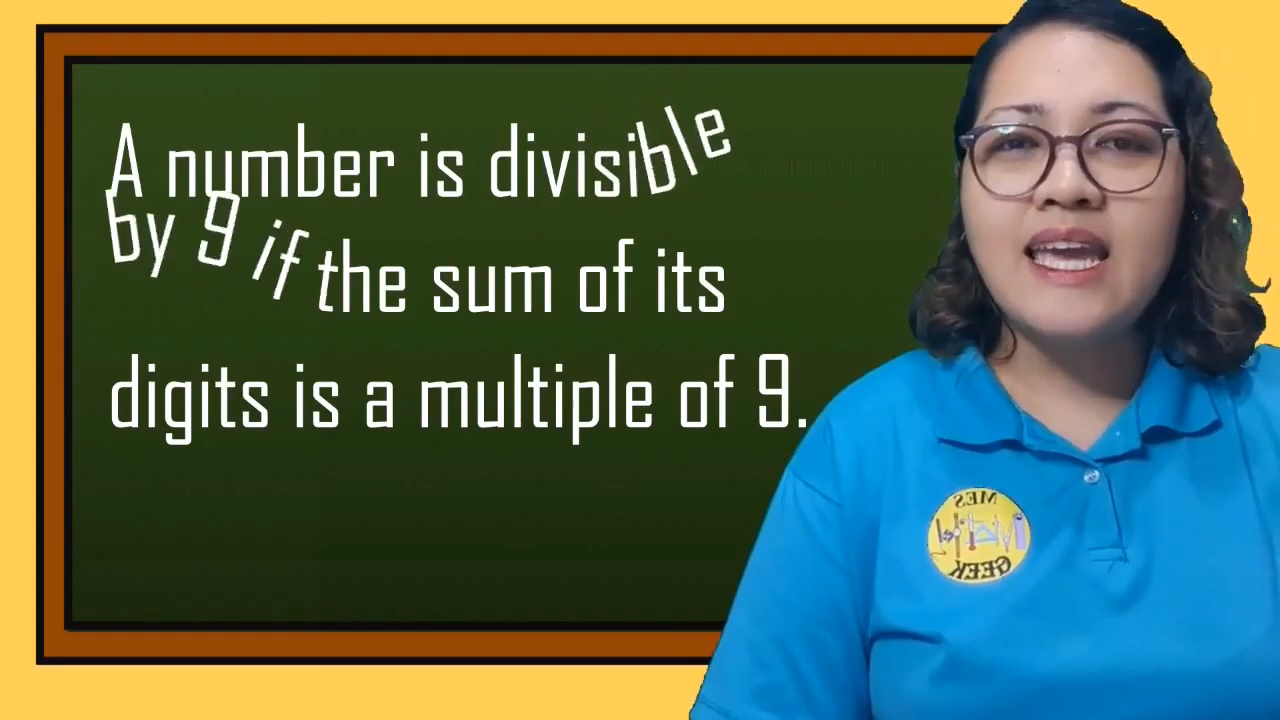 A number is divisible
by 9 if the sum of its
digits is a multiple of 9.
MES
GEEK